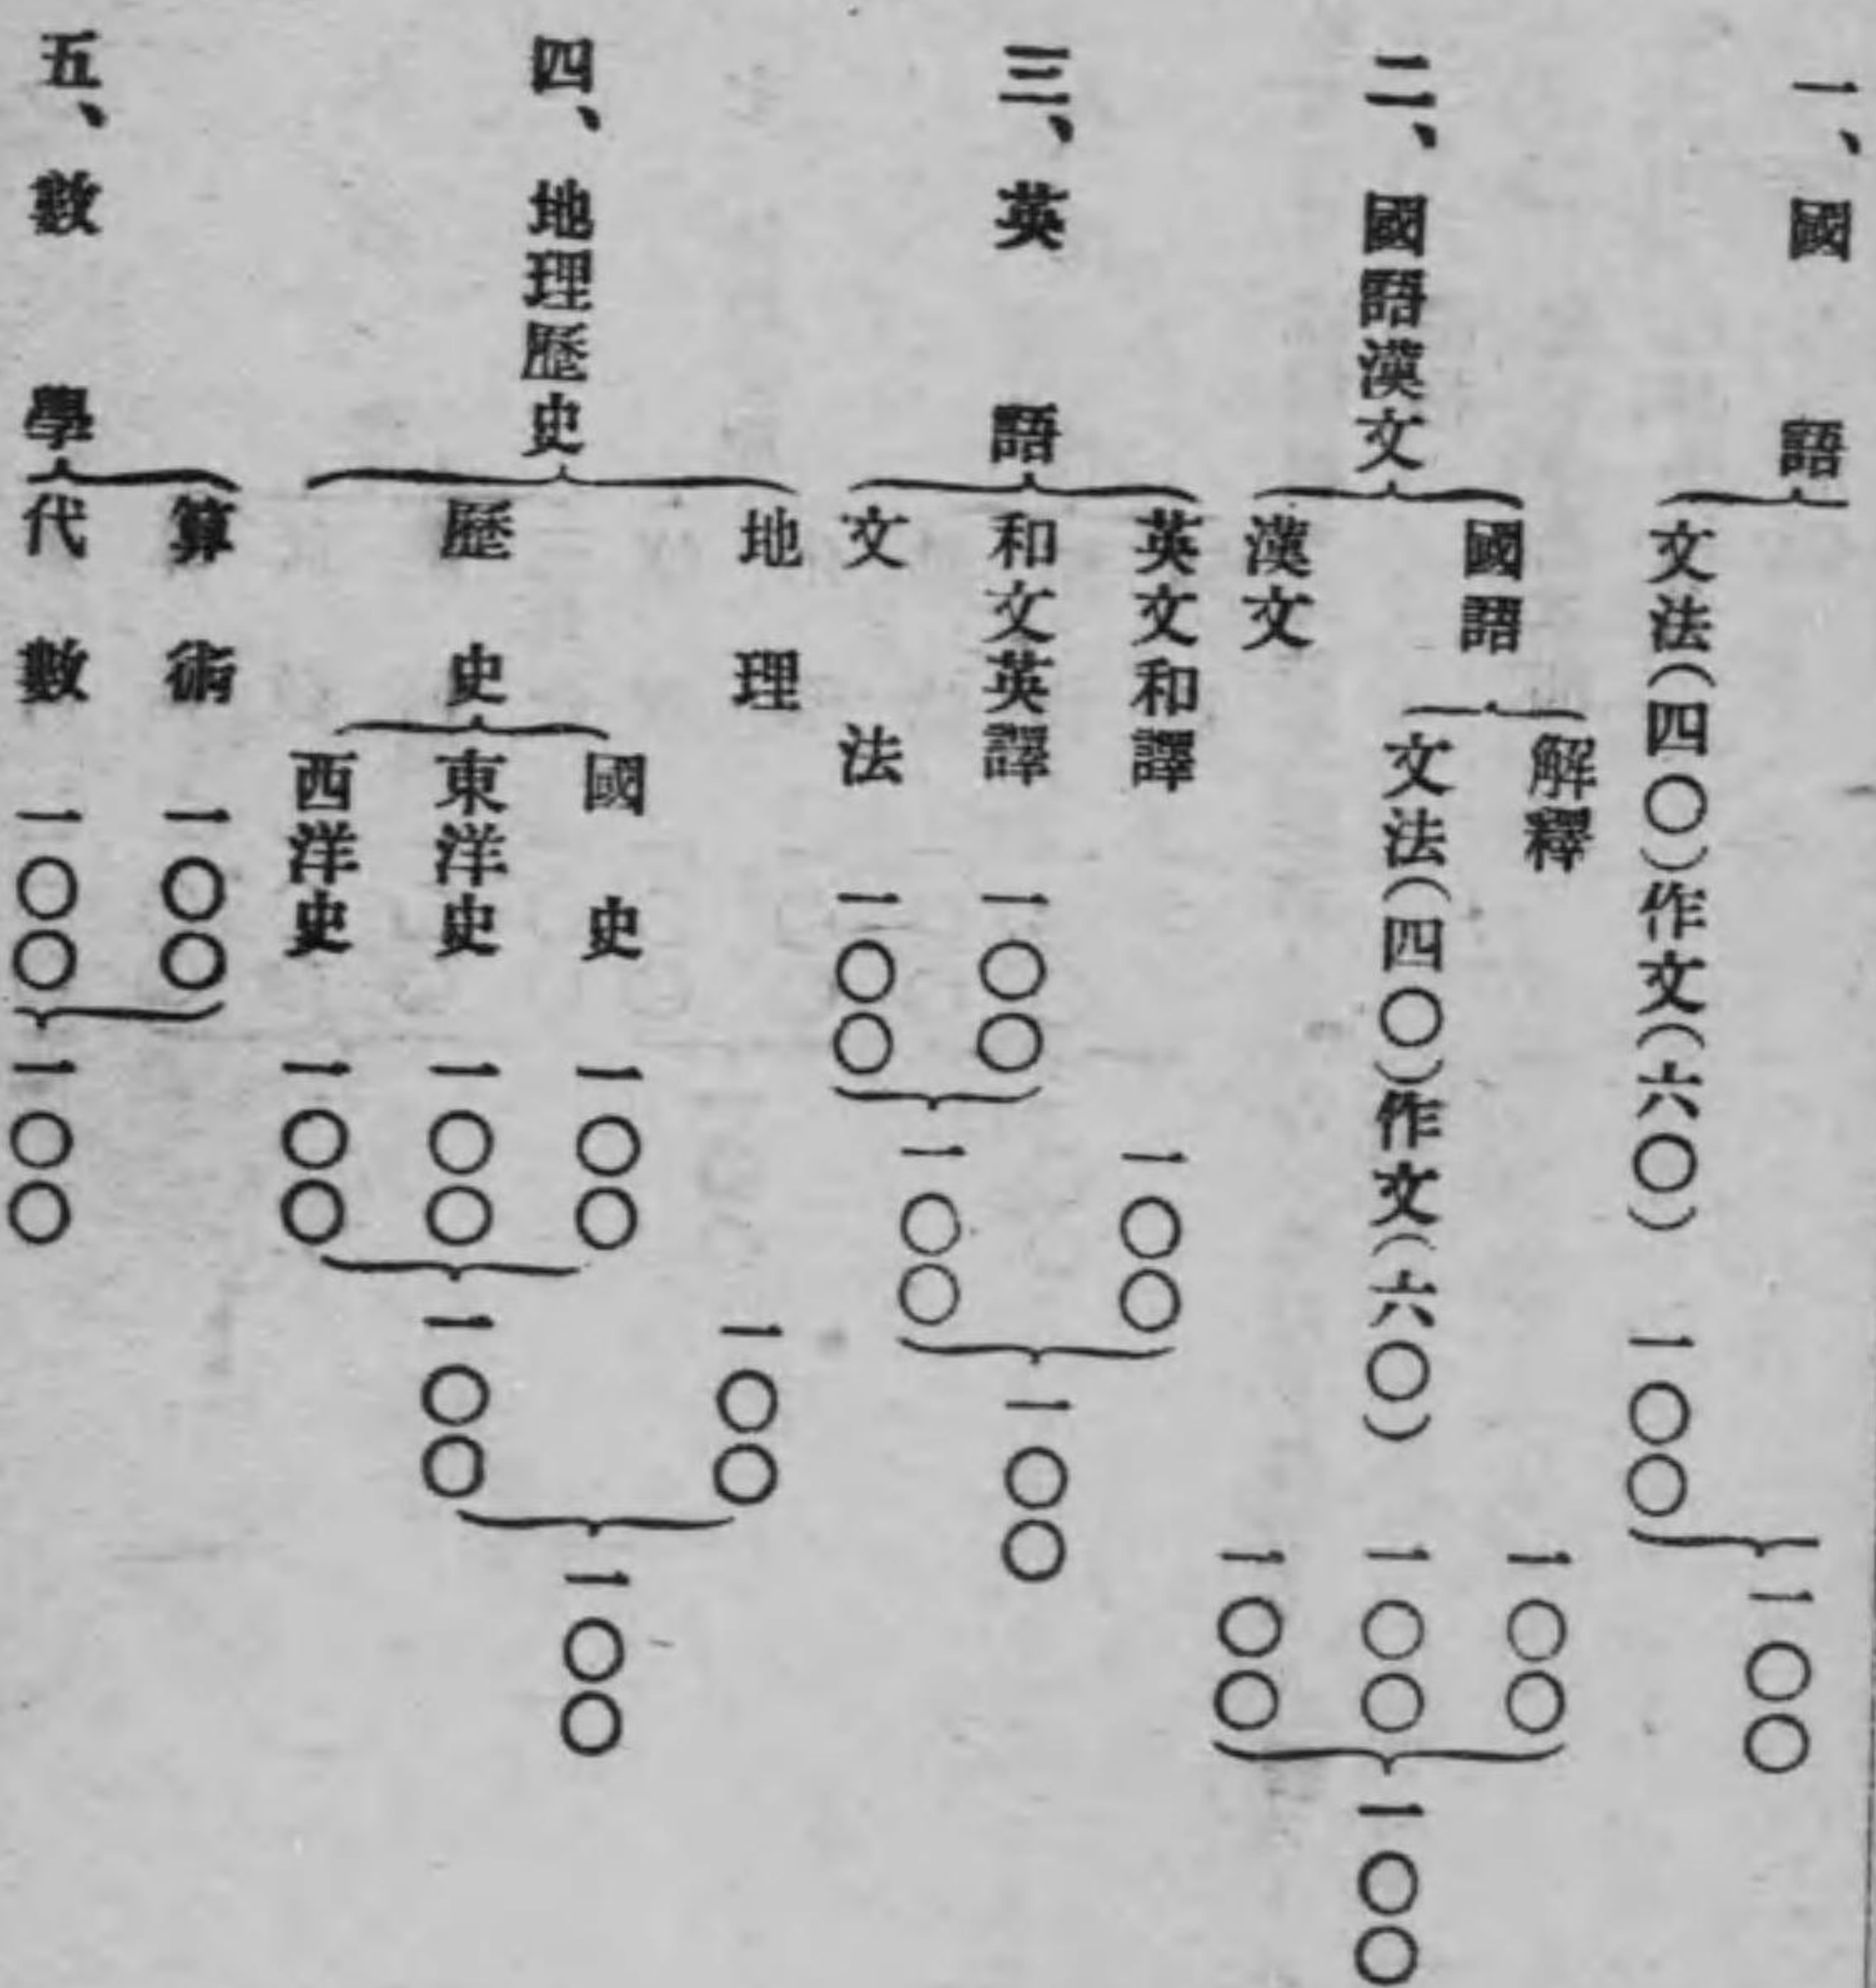 一、國語
文法(四〇)作文(六〇) 一〇〇
一〇〇
二、國語漢文
國語
解釋 一〇〇
文法(四〇)作文(六〇) 一〇〇
漢文 一〇〇
一〇〇
三、英語
英文和譯 一〇〇
和文英譯 一〇〇
文法 一〇〇
一〇〇
一〇〇
四、地理歷史
地理 一〇〇
歷史
國史 一〇〇
東洋史 一〇〇
西洋史 一〇〇
一〇〇
一〇〇
五、數學
算術 一〇〇
代數 一〇〇
一〇〇